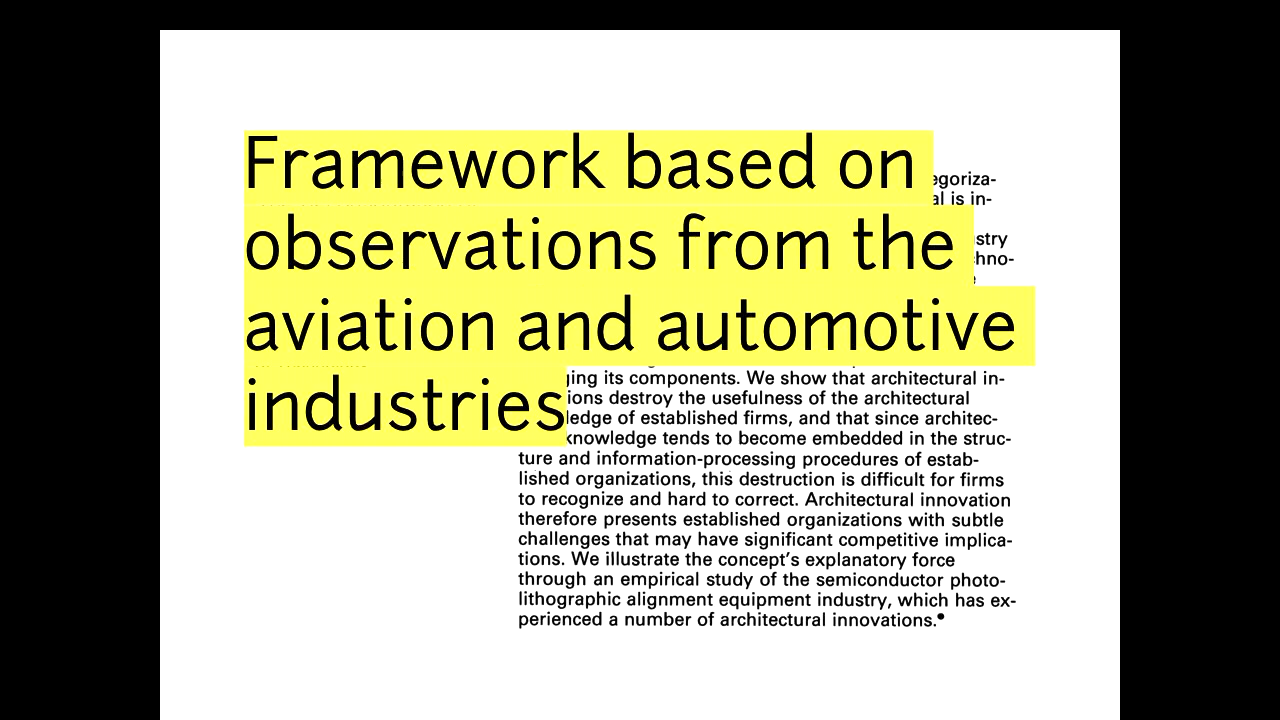 Framework based on
observations from the
aviation and automotive
industries
al is in-
its components. We show that architectural in-
destroy the usefulness of the architectural
of established firms, and that since architec-
knowledge tends to become embedded in the struc-
ture and information-processing procedures of estab-
lished organizations, this destruction is difficult for firms
to recognize and hard to correct. Architectural innovation
therefore presents established organizations with subtle
challenges that may have significant competitive implica-
tions. We illustrate the concept's explanatory force
through an empirical study of the semiconductor photo-
lithographic alignment equipment industry, which has ex-
perienced a number of architectural innovations.•